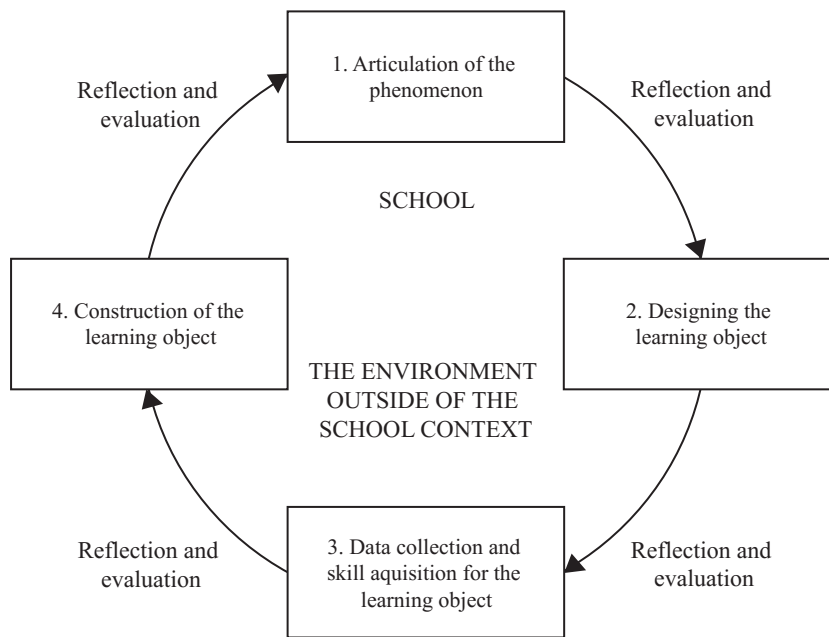 1. Articulation of the
phenomenon
Reflection and
evaluation
Reflection and
evaluation
SCHOOL
4. Construction of the
learning object
2. Designing the
learning object
THE ENVIRONMENT
OUTSIDE OF THE
SCHOOL CONTEXT
Reflection and
evaluation
3. Data collection and
skill aquisition for the
learning object
Reflection and
evaluation